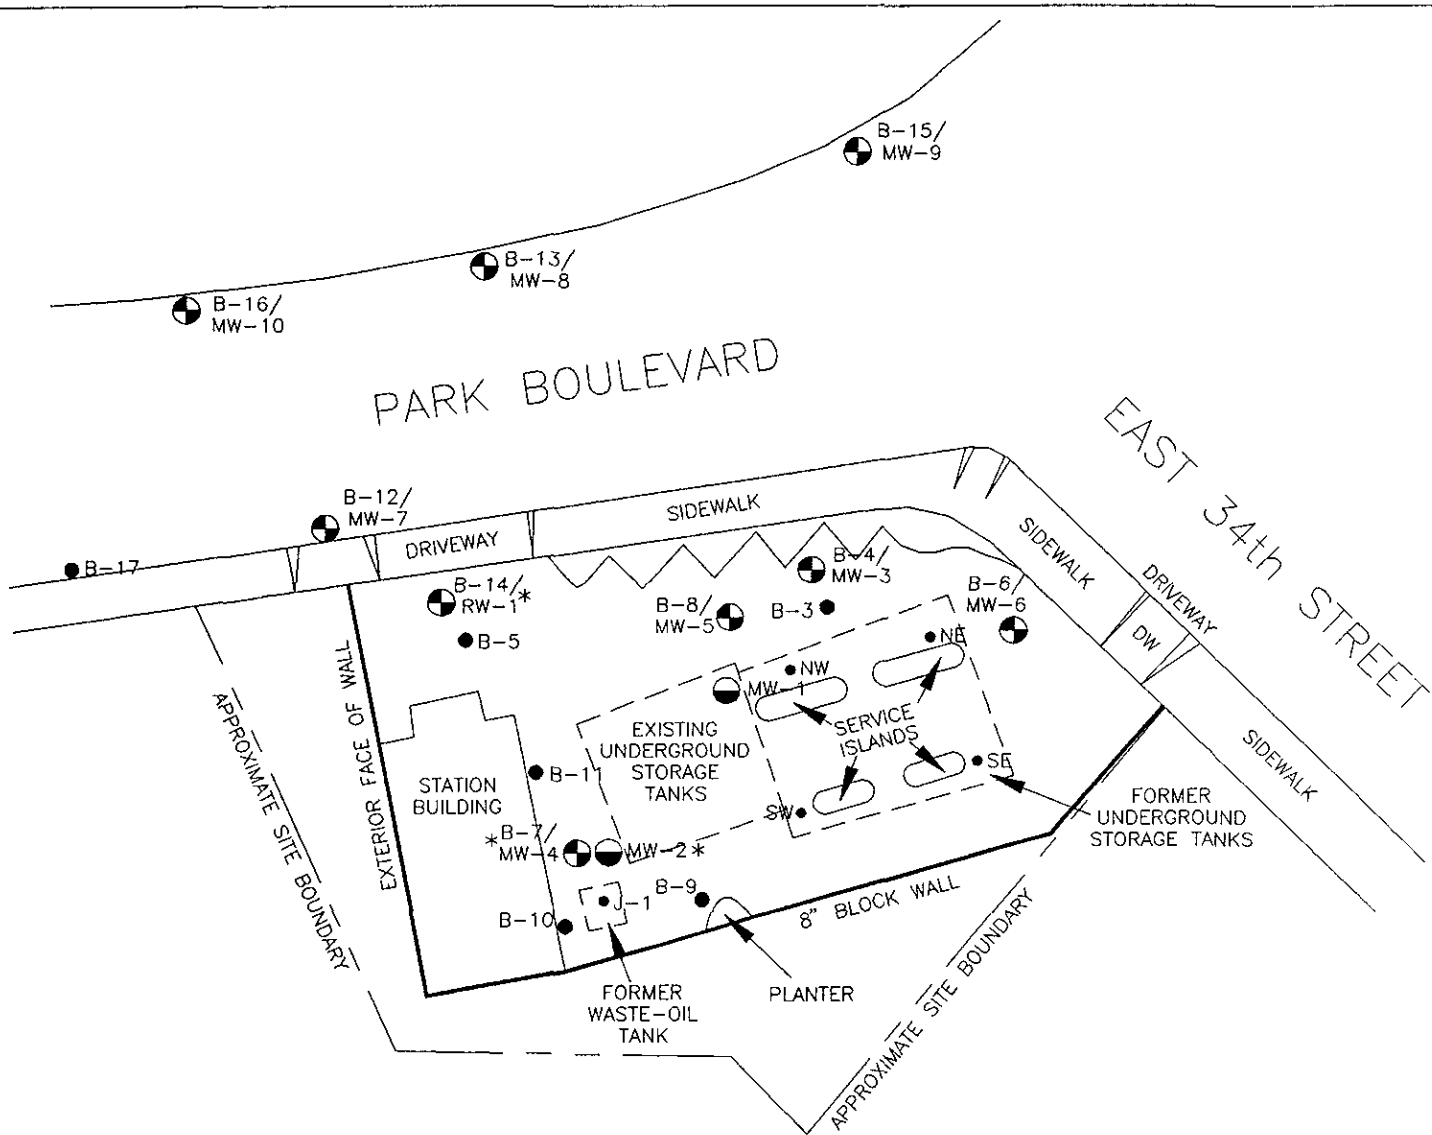 B-15/
MW-9
B-13/
MW-8
B-16/
MW-10
PARK BOULEVARD
EAST 34th STREET
B-12/
MW-7
SIDEWALK
DRIVEWAY
B-17
B-14/
RW-1*
B-4/
MW-3
B-8/
MW-5
B-3
B-6/
MW-6
SIDEWALK
DRIVEWAY
DW
SIDEWALK
B-5
NE
NW
MW-1
EXTERIOR FACE OF WALL
APPROXIMATE SITE BOUNDARY
EXISTING
UNDERGROUND
STORAGE
TANKS
SERVICE
ISLANDS
STATION
BUILDING
B-11
SE
SW
FORMER
UNDERGROUND
STORAGE TANKS
*B-7/
MW-4
MW-2*
B-9
J-1
B-10
8" BLOCK WALL
FORMER
WASTE-OIL
TANK
PLANTER
APPROXIMATE SITE BOUNDARY